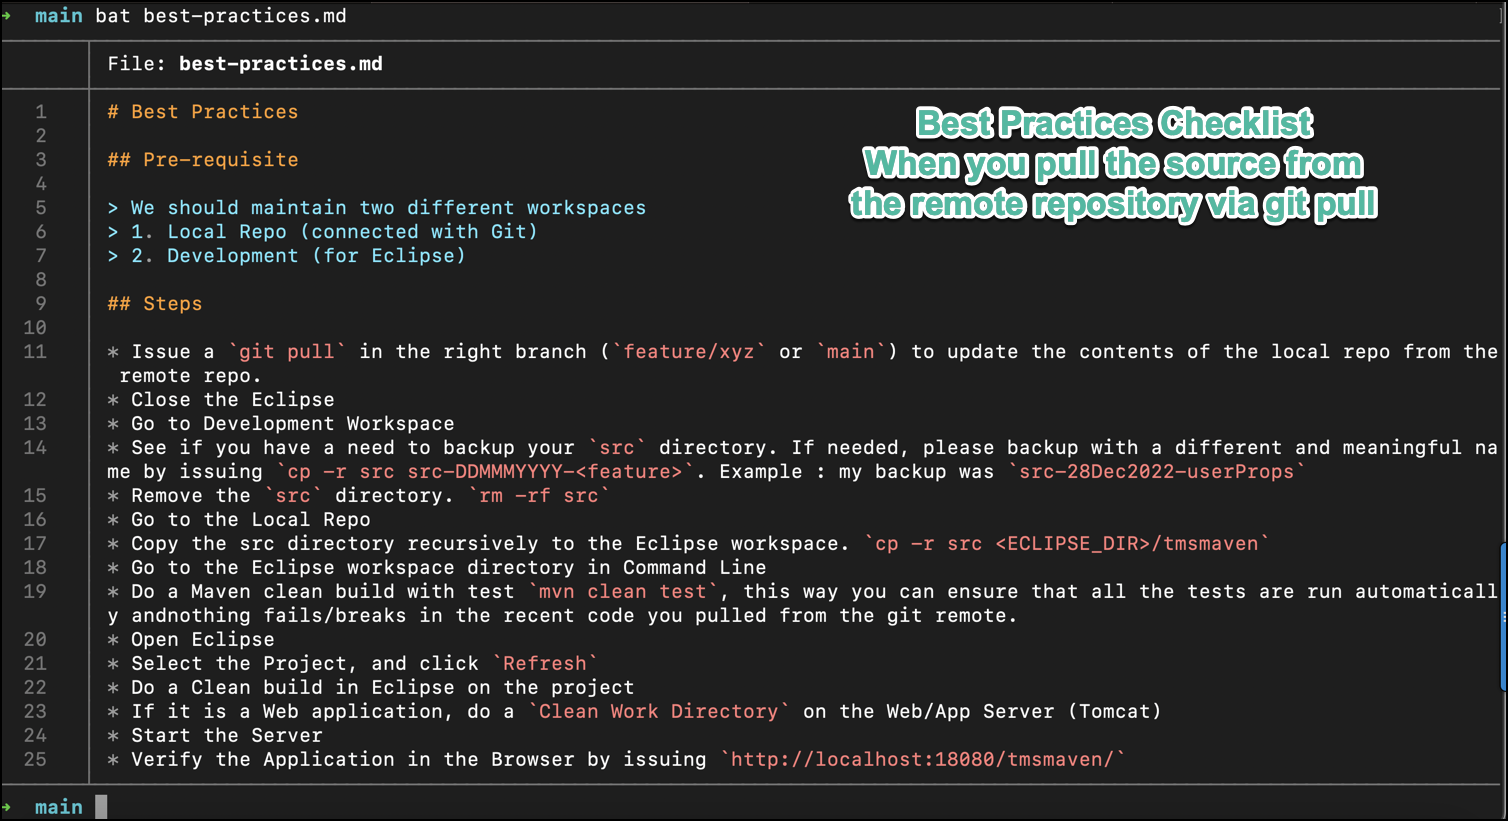 → main bat best-practices.md
File: best-practices.md
1 # Best Practices
2
3 ## Pre-requisite
4
5 > We should maintain two different workspaces
6 > 1. Local Repo (connected with Git)
7 > 2. Development (for Eclipse)
8
9 ## Steps
10
11 * Issue a `git pull` in the right branch (`feature/xyz` or `main`) to update the contents of the local repo from the
remote repo.
12 * Close the Eclipse
13 * Go to Development Workspace
14 * See if you have a need to backup your `src` directory. If needed, please backup with a different and meaningful na
me by issuing `cp -r src src-DDMMMYYYY-<feature>`. Example : my backup was `src-28Dec2022-userProps`
15 * Remove the `src` directory. `rm -rf src`
16 * Go to the Local Repo
17 * Copy the src directory recursively to the Eclipse workspace. `cp -r src <ECLIPSE_DIR>/tmsmaven`
18 * Go to the Eclipse workspace directory in Command Line
19 * Do a Maven clean build with test `mvn clean test`, this way you can ensure that all the tests are run automaticall
y andnothing fails/breaks in the recent code you pulled from the git remote.
20 * Open Eclipse
21 * Select the Project, and click `Refresh`
22 * Do a Clean build in Eclipse on the project
23 * If it is a Web application, do a `Clean Work Directory` on the Web/App Server (Tomcat)
24 * Start the Server
25 * Verify the Application in the Browser by issuing `http://localhost:18080/tmsmaven/`
→ main
Best Practices Checklist
When you pull the source from
the remote repository via git pull